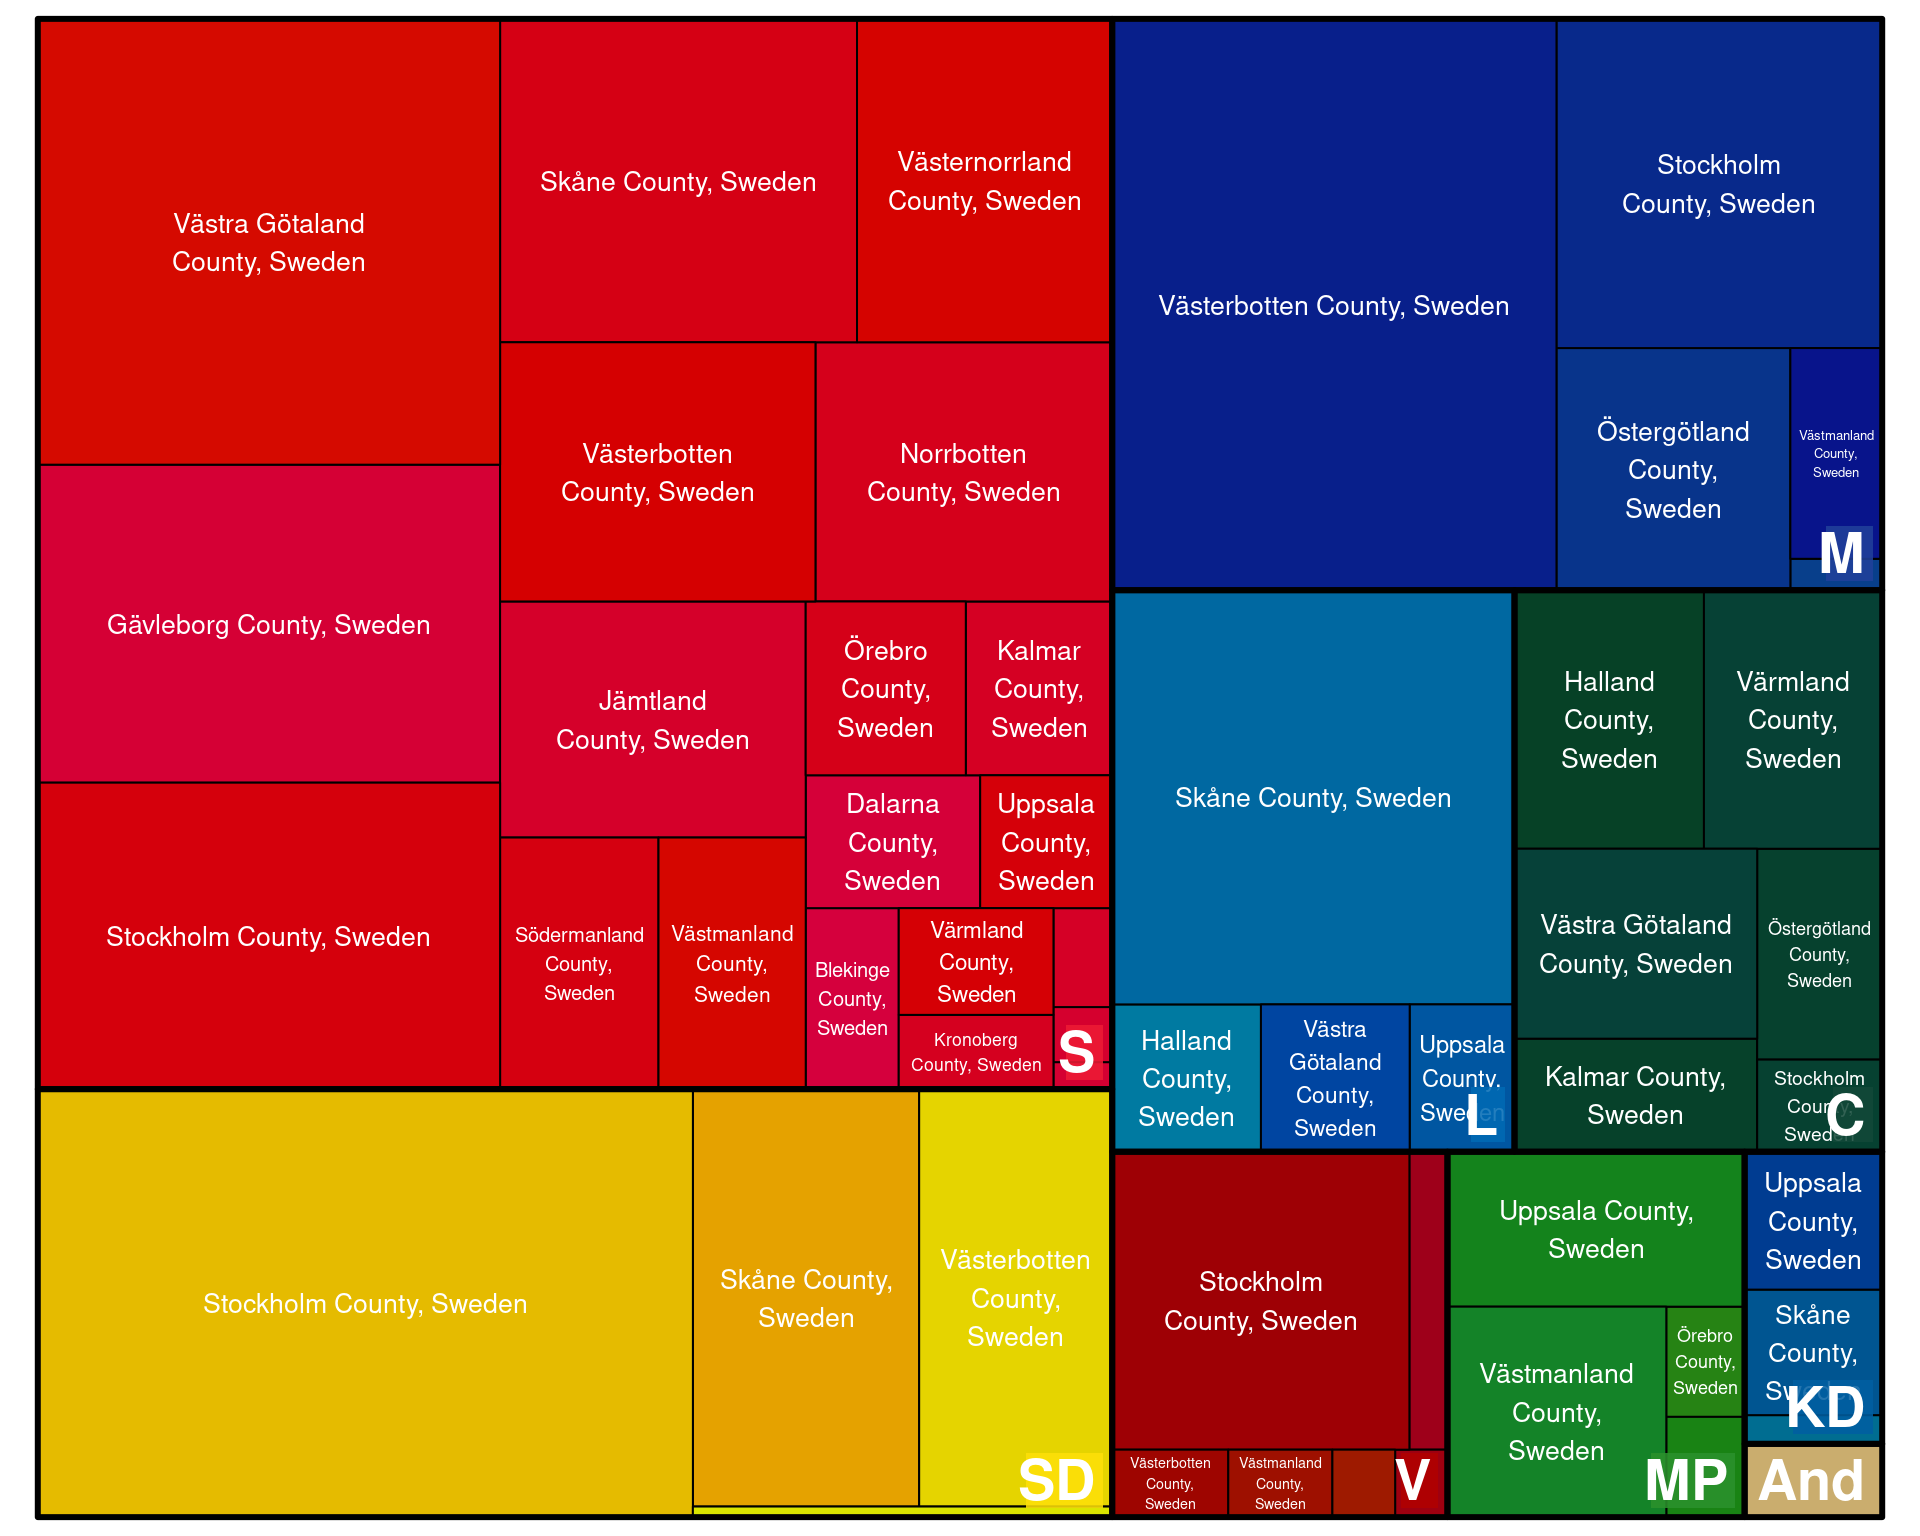 Västra Götaland
County, Sweden
Skåne County, Sweden
Västernorrland
County, Sweden
Västerbotten
County, Sweden
Norrbotten
County, Sweden
Gävleborg County, Sweden
Jämtland
County, Sweden
Örebro
County,
Sweden
Kalmar
County,
Sweden
Dalarna
County,
Sweden
Uppsala
County,
Sweden
Stockholm County, Sweden
Södermanland
County,
Sweden
Västmanland
County,
Sweden
Blekinge
County,
Sweden
Värmland
County,
Sweden
Kronoberg
County, Sweden
S
Stockholm County, Sweden
Skåne County,
Sweden
Västerbotten
County,
Sweden
SD
Västerbotten County, Sweden
Stockholm
County, Sweden
Östergötland
County,
Sweden
Västmanland
County,
Sweden
M
Skåne County, Sweden
Halland
County,
Sweden
Västra
Götaland
County,
Sweden
Uppsala
County,
Sweden
L
Halland
County,
Sweden
Värmland
County,
Sweden
Västra Götaland
County, Sweden
Östergötland
County,
Sweden
Kalmar County,
Sweden
Stockholm
County,
Sweden
C
Stockholm
County, Sweden
Västerbotten
County,
Sweden
Västmanland
County,
Sweden
V
Uppsala County,
Sweden
Västmanland
County,
Sweden
Örebro
County,
Sweden
MP
Uppsala
County,
Sweden
Skåne
County,
Sweden
KD
And